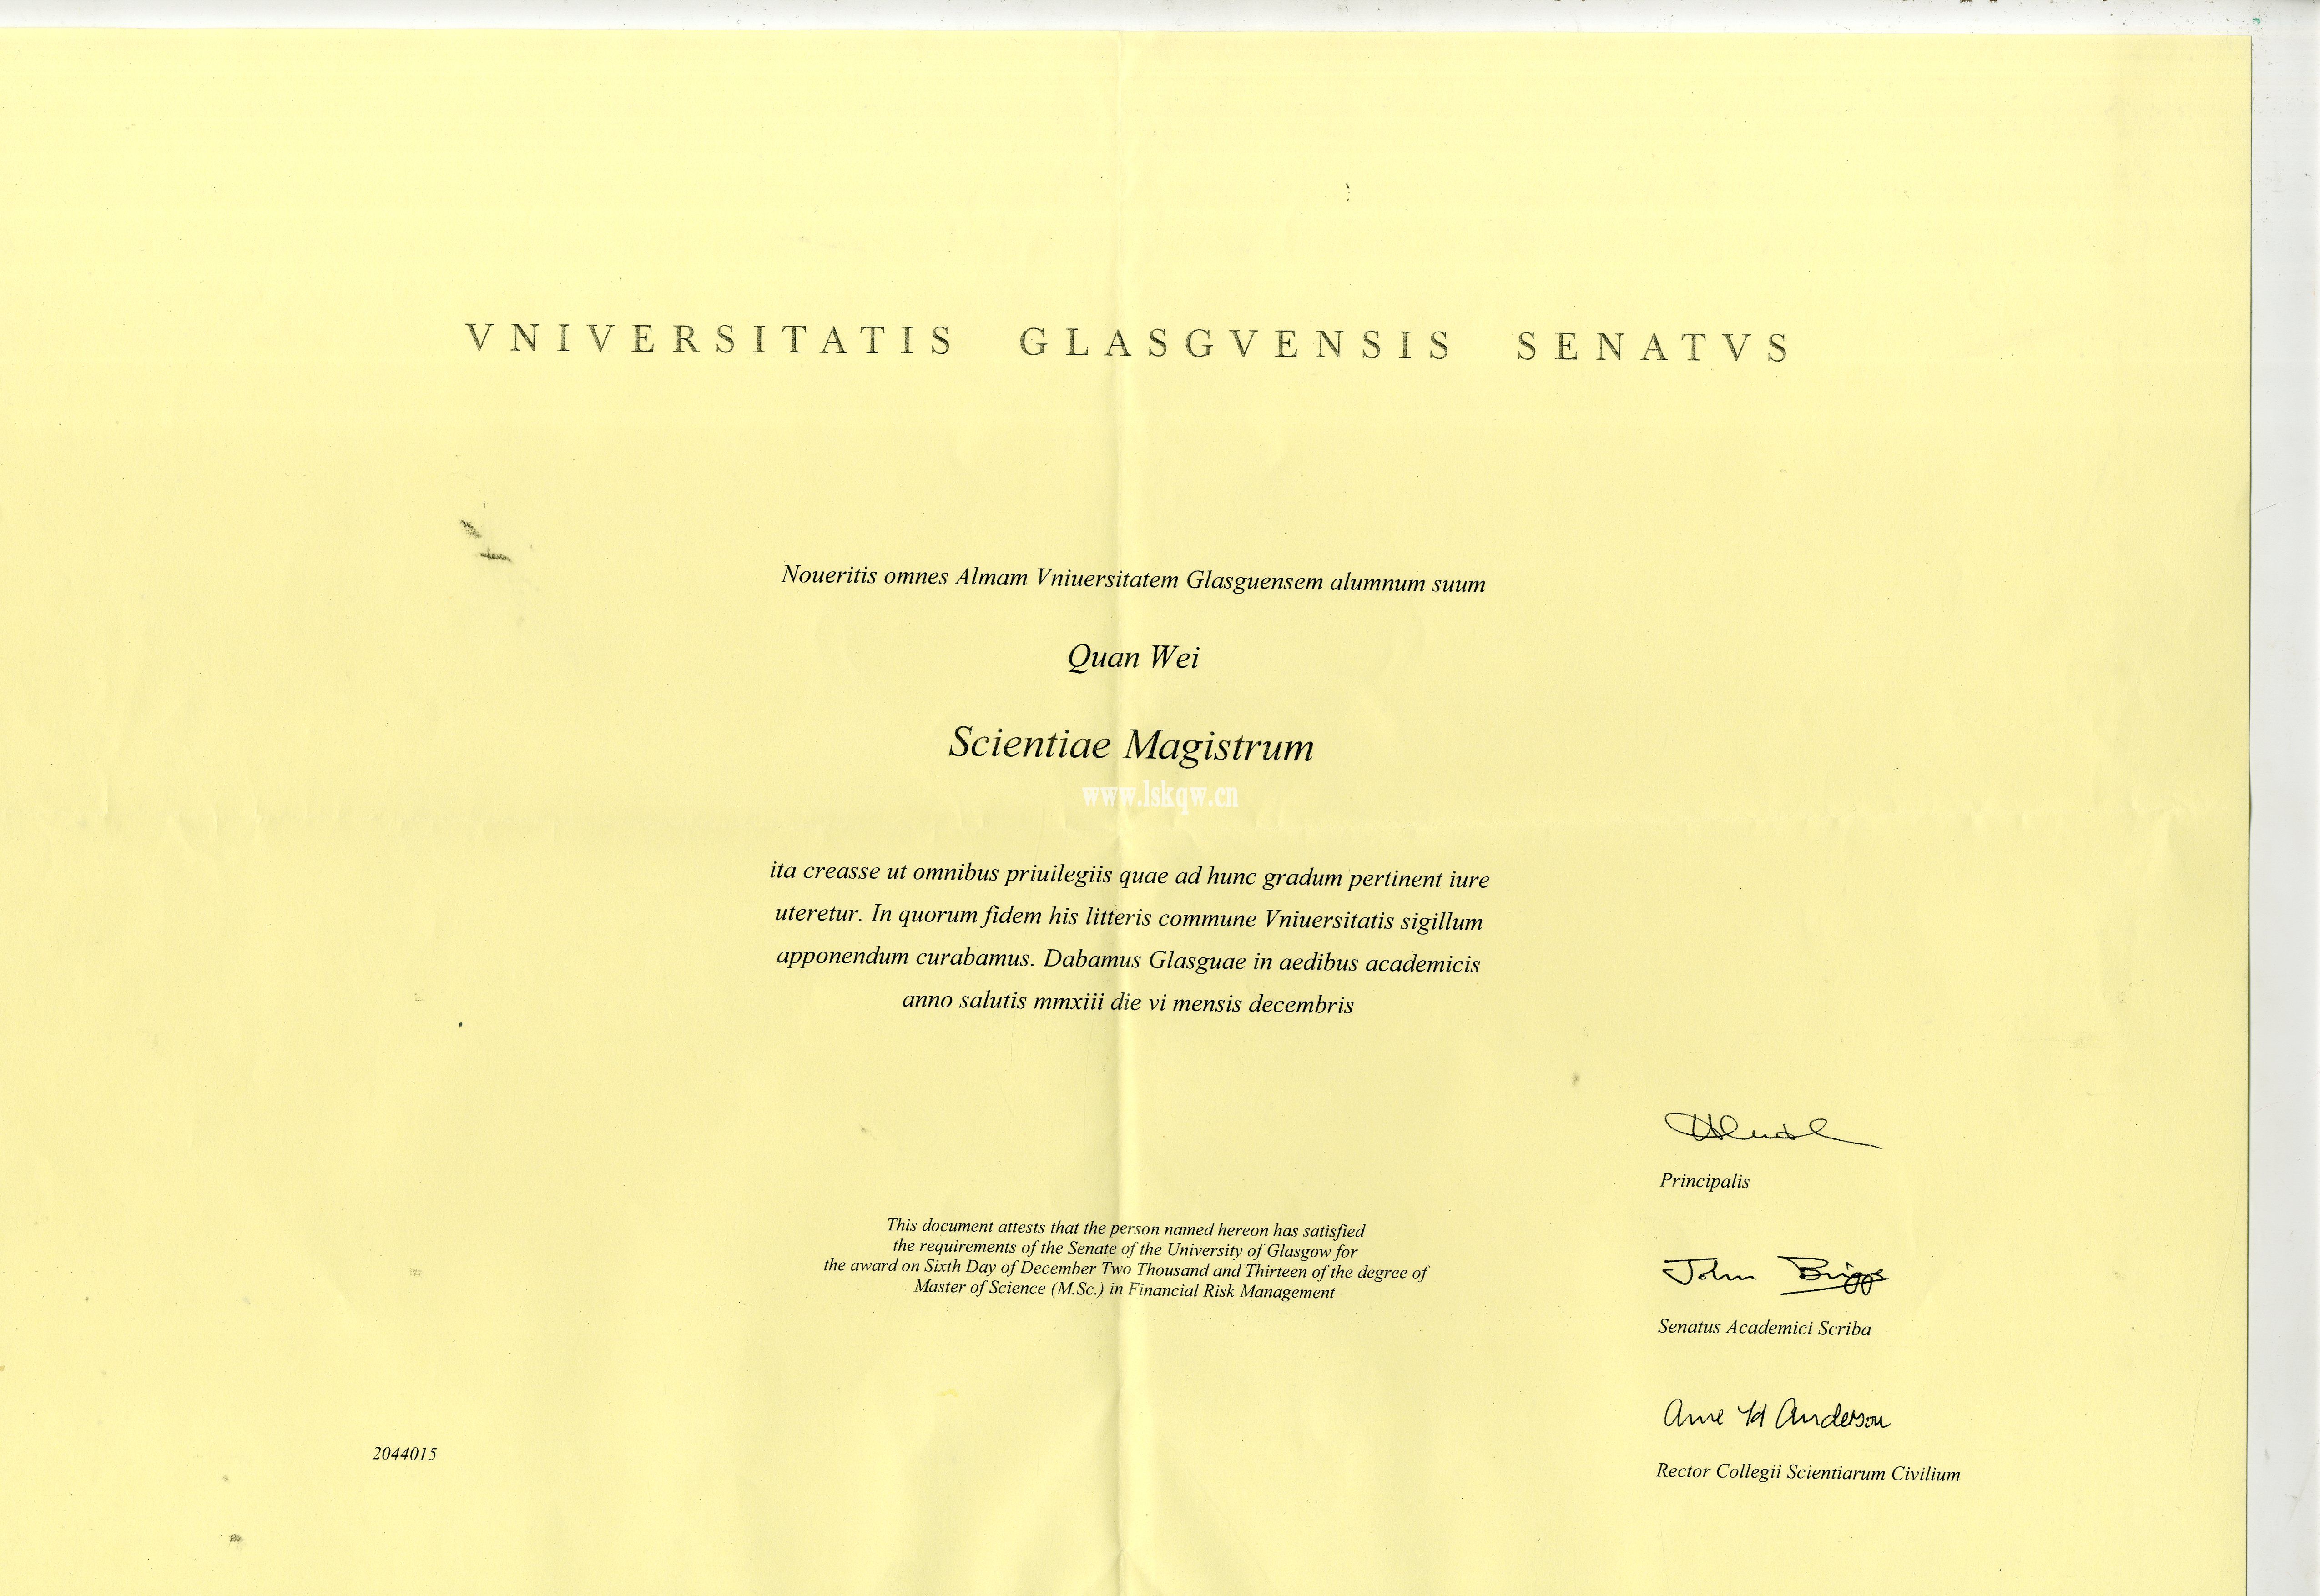 VNIVERSITATIS GLASGVENSIS SENATVS
Noueritis omnes Almam Vniuersitatem Glasguensem alumnum suum
Quan Wei
Scientiae Magistrum
www.lskqw.cn
ita creasse ut omnibus priuilegiis quae ad hunc gradum pertinent iure
uteretur. In quorum fidem his litteris commune Vniuersitatis sigillum
apponendum curabamus. Dabamus Glasguae in aedibus academicis
anno salutis mmxiii die vi mensis decembris
Principalis
This document attests that the person named hereon has satisfied
the requirements of the Senate of the University of Glasgow for
the award on Sixth Day of December Two Thousand and Thirteen of the degree of
Master of Science (M.Sc.) in Financial Risk Management
John Briggs
Senatus Academici Scriba
Anne Anderson
2044015
Rector Collegii Scientiarum Civilium